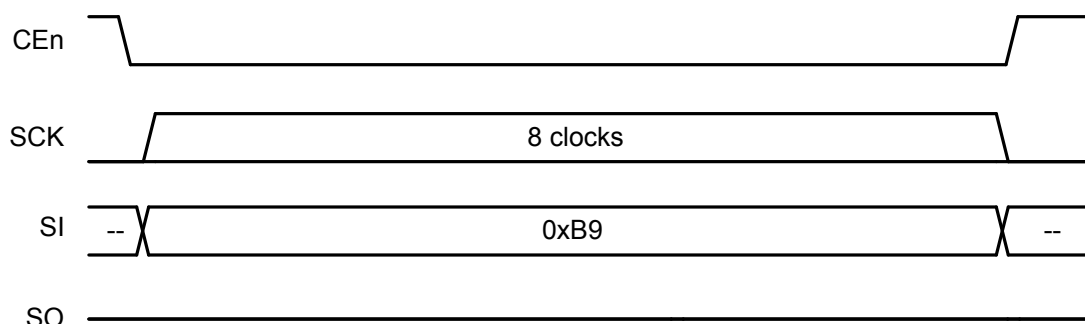 CEn
SCK 8 clocks
SI -- 0xB9 --
SO